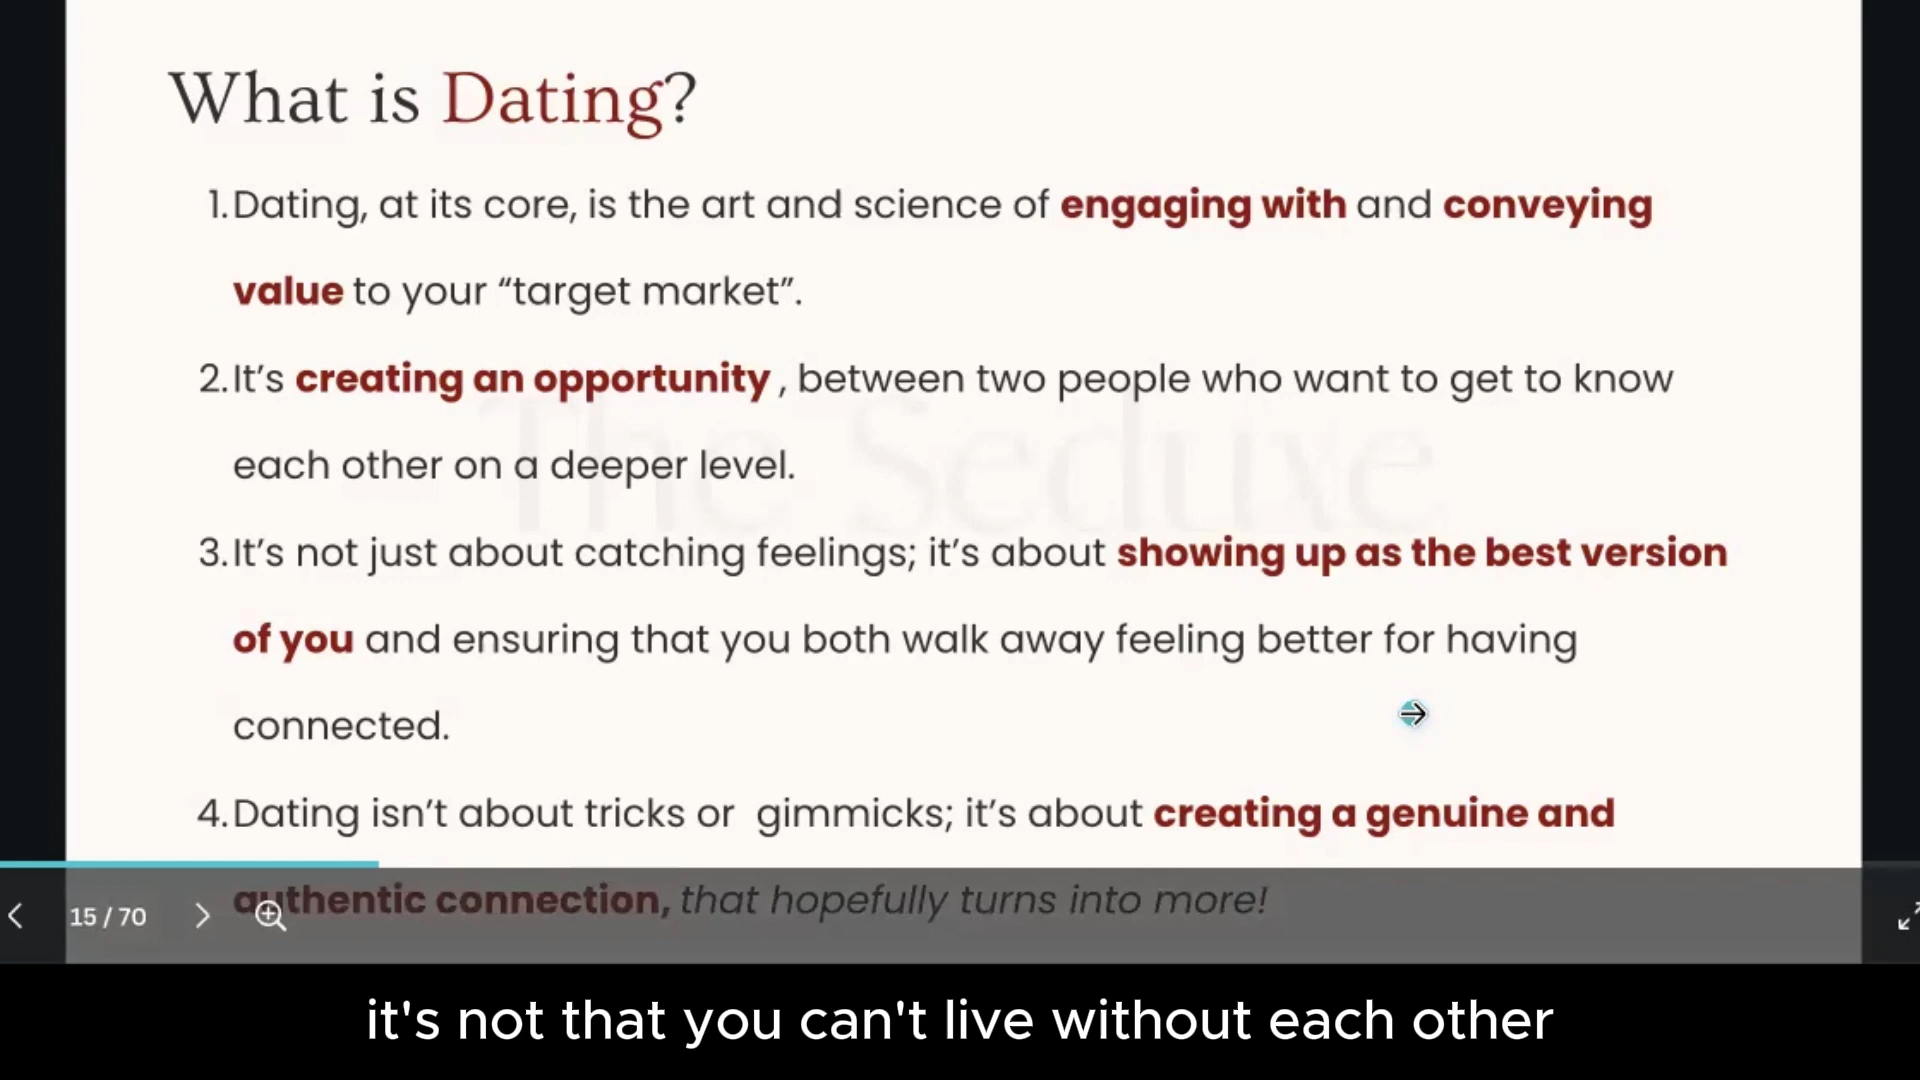 What is Dating?
1. Dating, at its core, is the art and science of engaging with and conveying
value to your “target market”.
2. It’s creating an opportunity , between two people who want to get to know
each other on a deeper level.
The Seduxe
3. It’s not just about catching feelings; it’s about showing up as the best version
of you and ensuring that you both walk away feeling better for having
connected.
4. Dating isn’t about tricks or gimmicks; it’s about creating a genuine and
authentic connection, that hopefully turns into more!
15 / 70
it's not that you can't live without each other